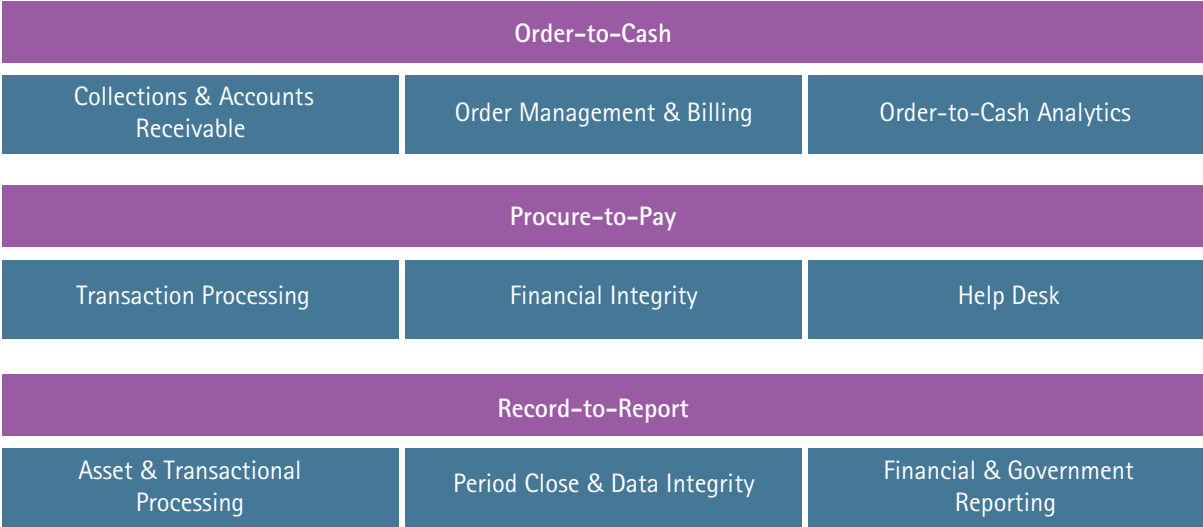 Order-to-Cash
Collections & Accounts
Receivable
Order Management & Billing
Order-to-Cash Analytics
Procure-to-Pay
Transaction Processing
Financial Integrity
Help Desk
Record-to-Report
Asset & Transactional
Processing
Period Close & Data Integrity
Financial & Government
Reporting